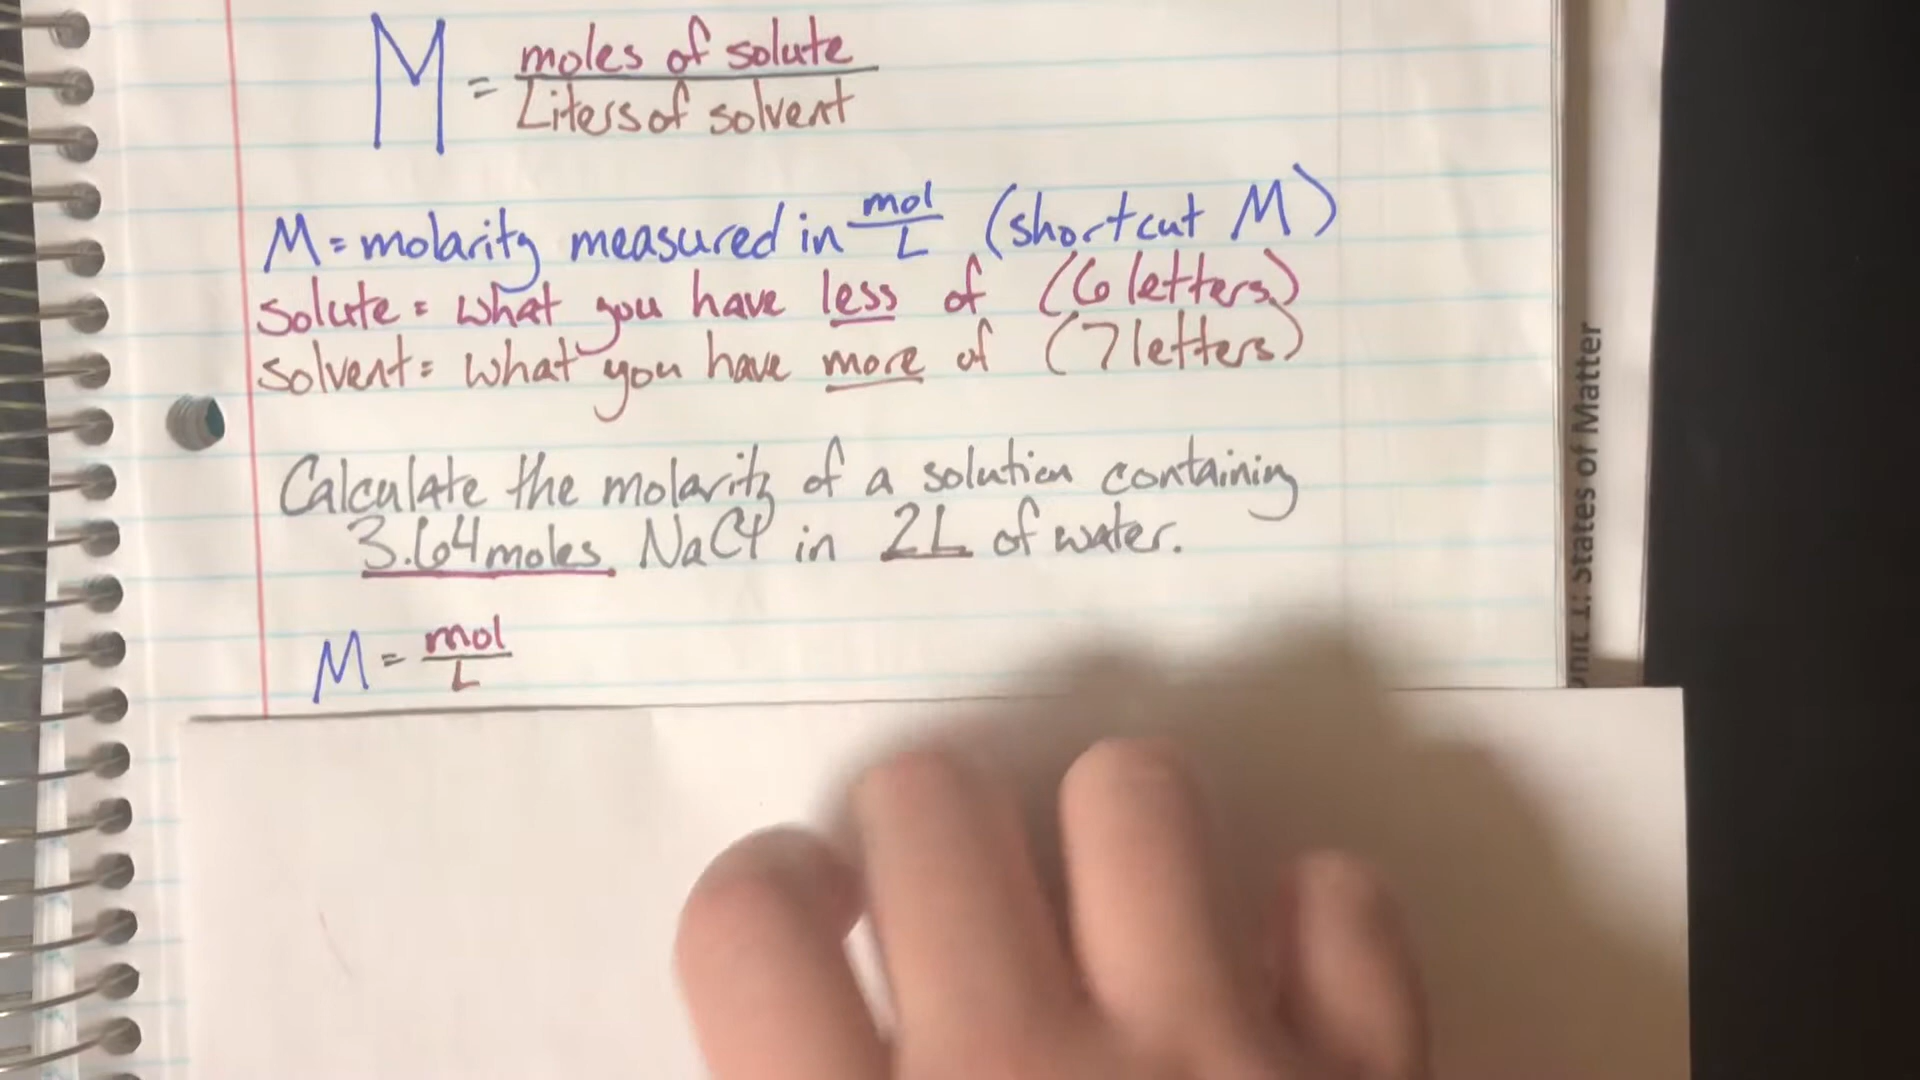 M = moles of solute
Liters of solvent
M = molarity measured in mol/L (shortcut M)
solute = what you have less of (6 letters)
solvent = what you have more of (7 letters)
Calculate the molarity of a solution containing
3.64 moles NaCl in 2L of water.
M = mol/L
Unit 1: States of Matter